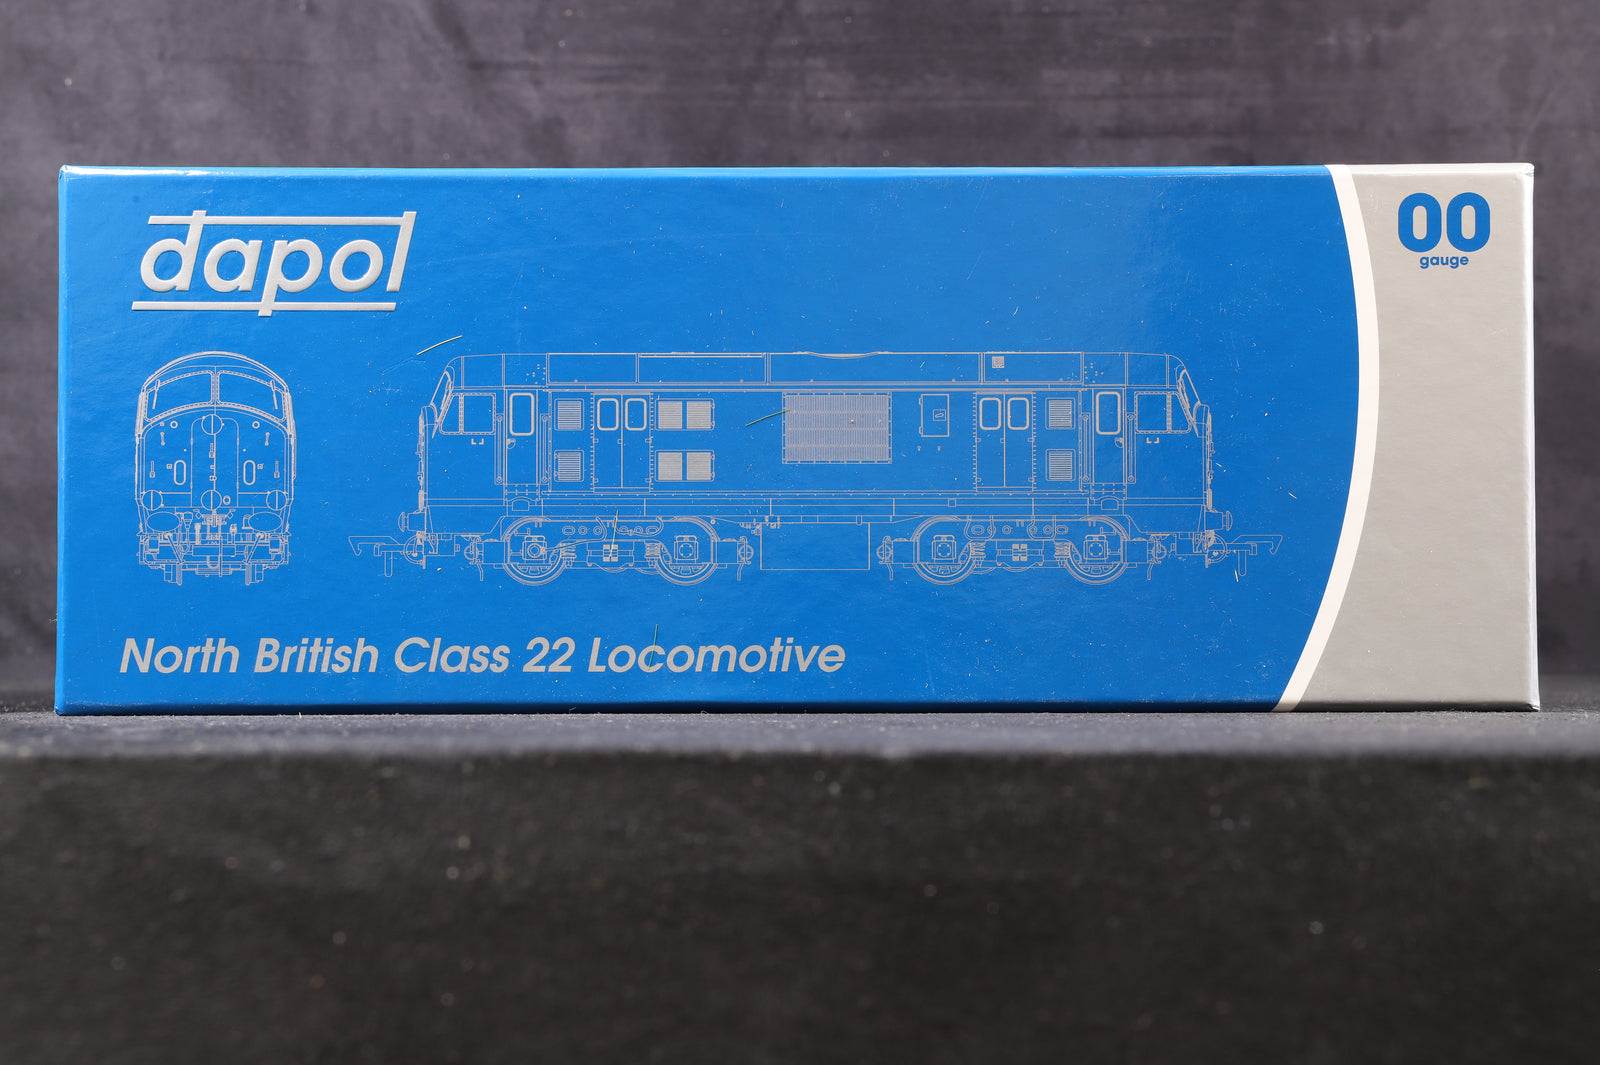 dapol
00
gauge
North British Class 22 Locomotive